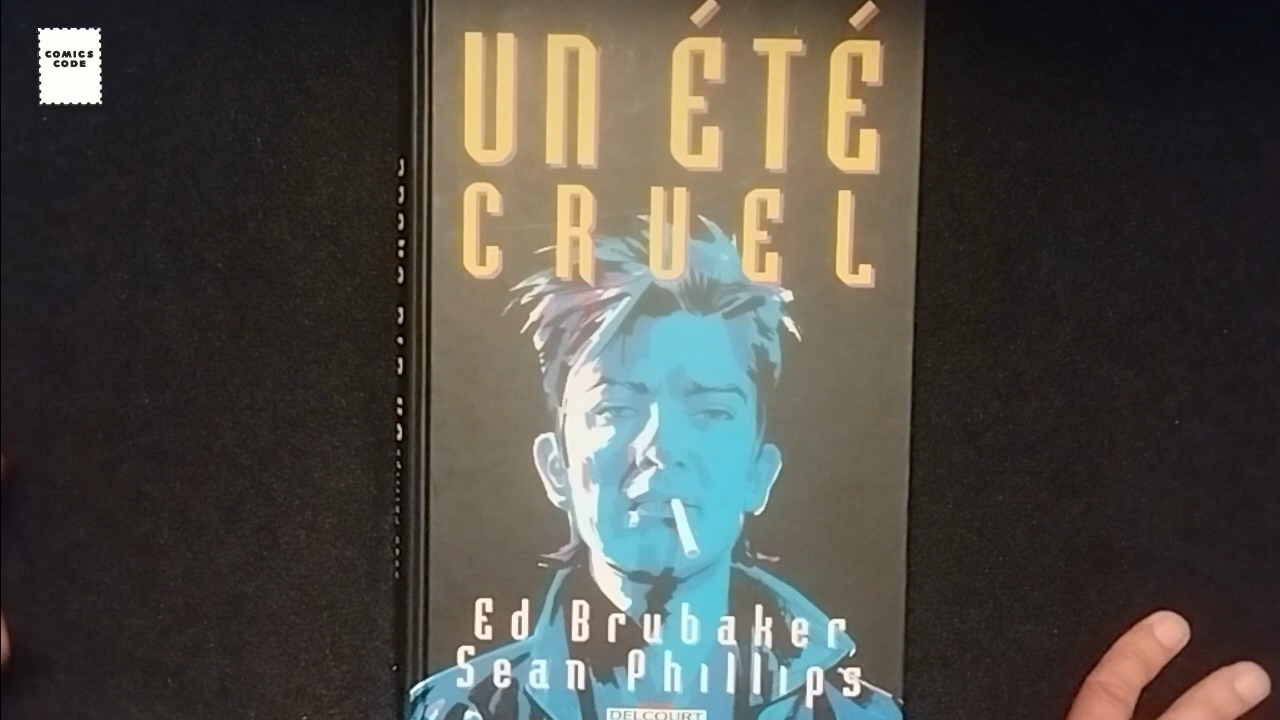 COMICS
CODE
UN ÉTÉ
CRUEL
Ed Brubaker
Sean Phillips
DELCOURT